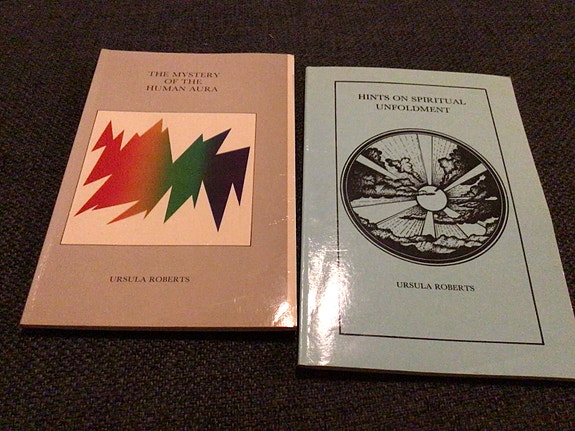 THE MYSTERY
OF THE
HUMAN AURA
URSULA ROBERTS
HINTS ON SPIRITUAL
UNFOLDMENT
URSULA ROBERTS